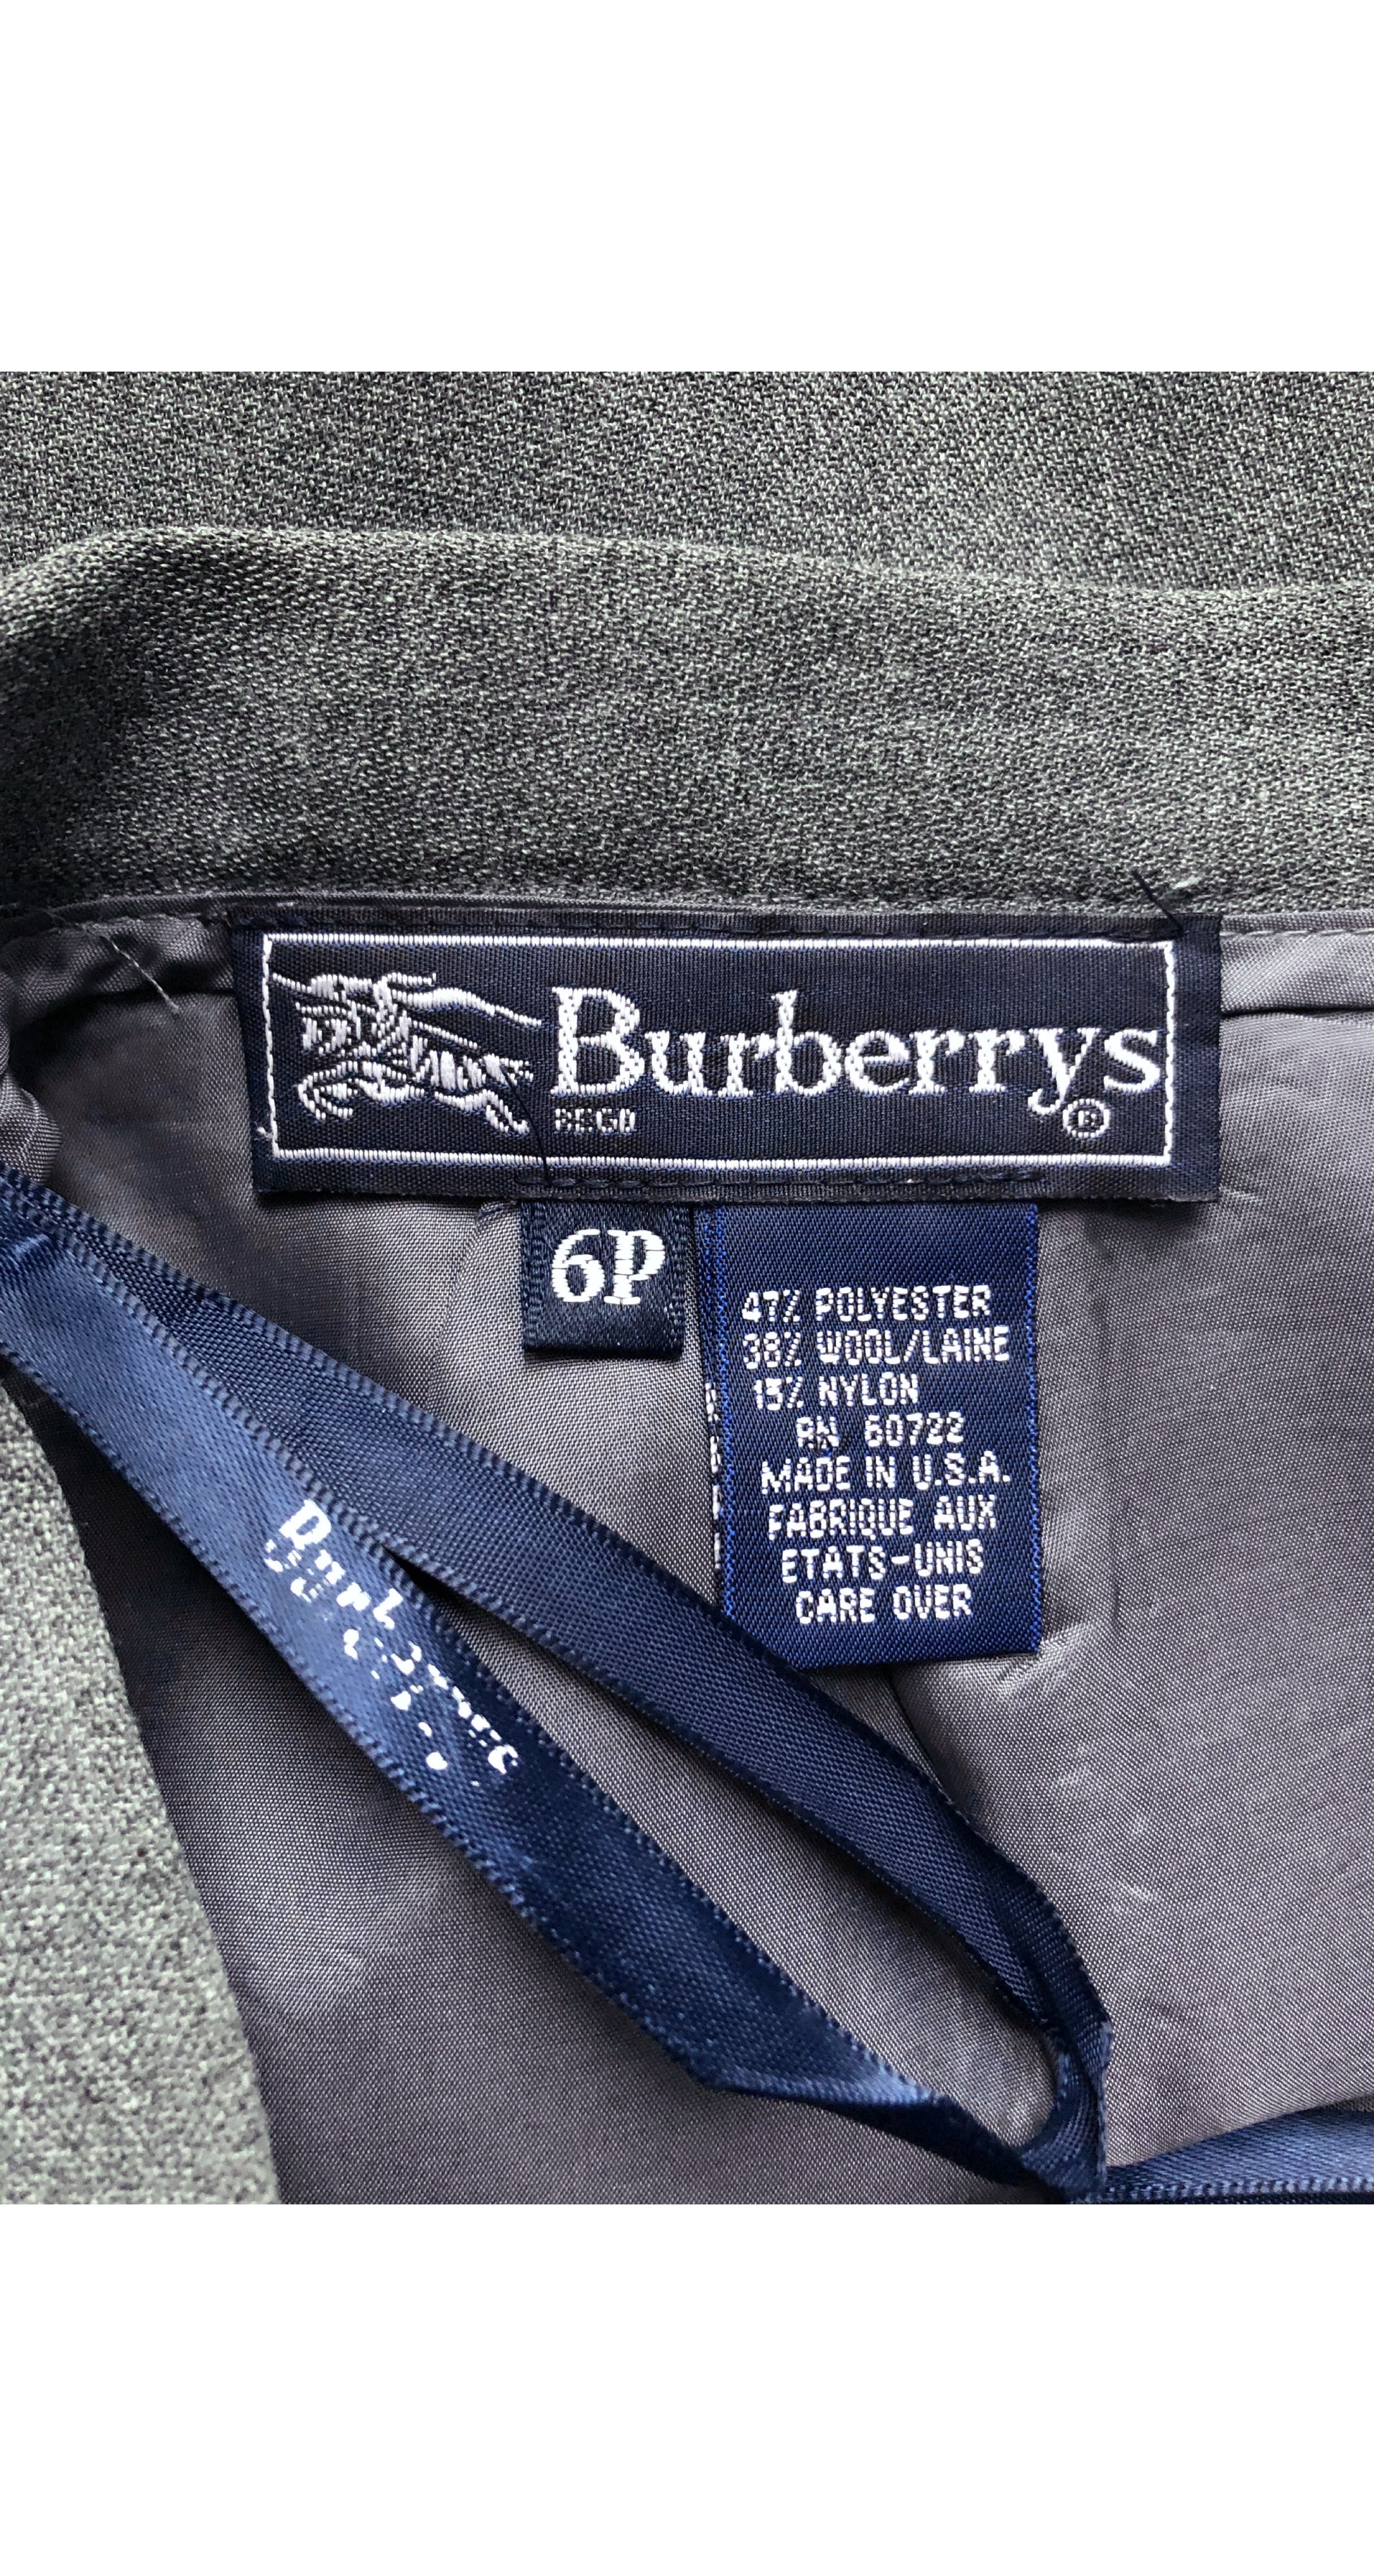 Burberrys
REGD
®
6P
47% POLYESTER
38% WOOL/LAINE
15% NYLON
RN 60722
MADE IN U.S.A.
FABRIQUE AUX
ETATS-UNIS
CARE OVER